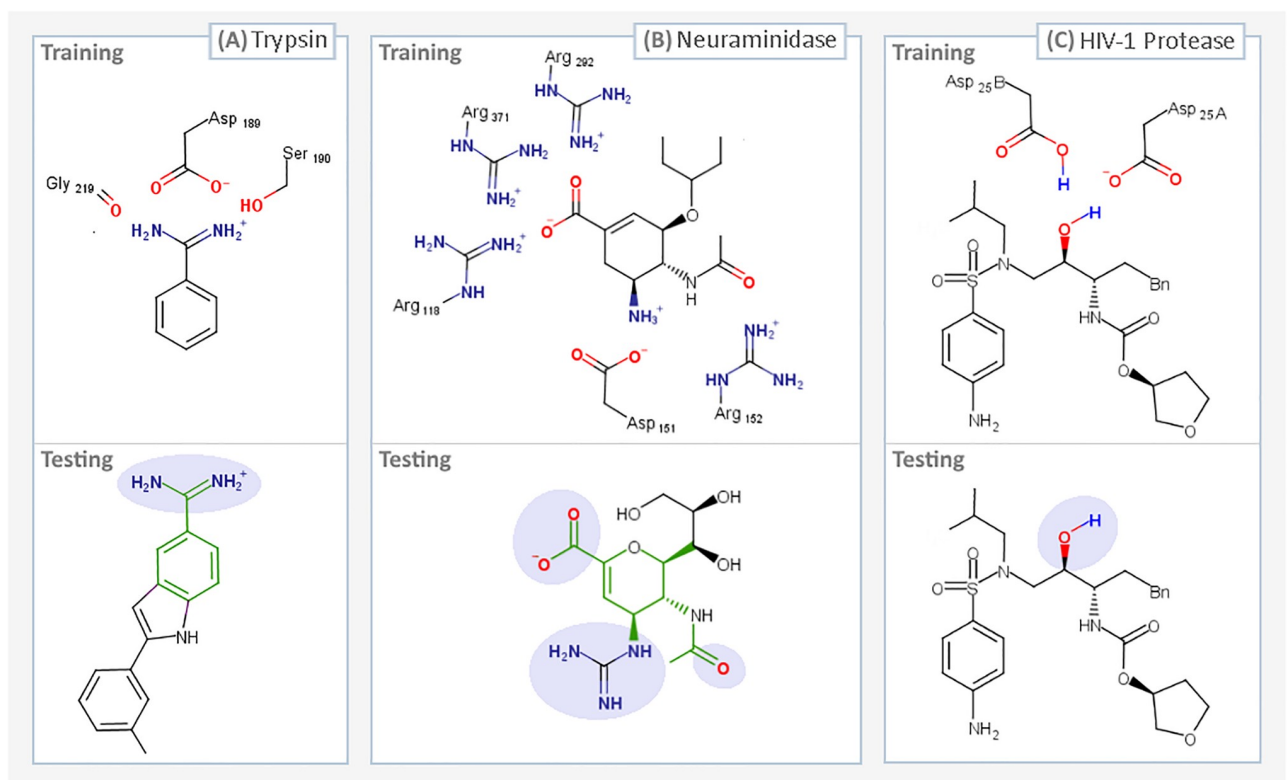 (A) Trypsin
Training
Asp 189
Ser 190
Gly 219
O
O⁻
HO
O
H₂N
NH₂⁺
Testing
H₂N
NH₂⁺
NH
(B) Neuraminidase
Training
Arg 292
HN
NH₂
NH₂⁺
Arg 371
HN
NH₂
NH₂⁺
O
O⁻
O
H₂N
NH₂⁺
NH
Arg 118
N
H
O
NH₃⁺
O
O⁻
Asp 151
NH₂⁺
HN
NH₂
Arg 152
Testing
O
⁻O
HO
OH
O
OH
NH
H₂N
NH
NH
O
(C) HIV-1 Protease
Training
Asp 25B
Asp 25A
O
O
H
⁻O
O
O
H
O
O
S
N
Bn
HN
O
O
NH₂
O
Testing
O
H
O
O
S
N
Bn
HN
O
O
NH₂
O